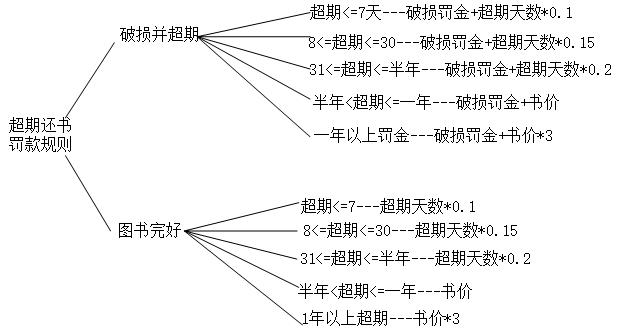 破损并超期
超期<=7天---破损罚金+超期天数*0.1
8<=超期<=30---破损罚金+超期天数*0.15
31<=超期<=半年---破损罚金+超期天数*0.2
半年<超期<=一年---破损罚金+书价
一年以上罚金---破损罚金+书价*3
超期还书
罚款规则
图书完好
超期<=7---超期天数*0.1
8<=超期<=30---超期天数*0.15
31<=超期<=半年---超期天数*0.2
半年<超期<=一年---书价
1年以上超期---书价*3